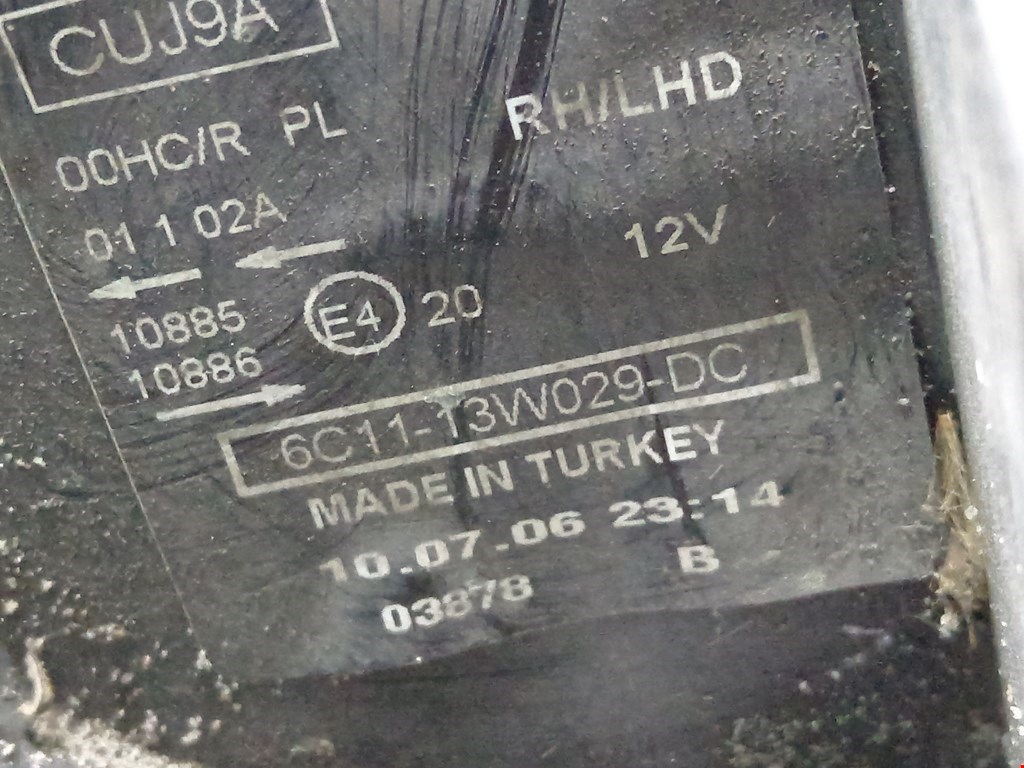 CUJ9A
00HC/R PL RH/LHD
01 1 02A
12V
10885
10886
E4 20
6C11-13W029-DC
MADE IN TURKEY
10.07.06 23:14
03878 B